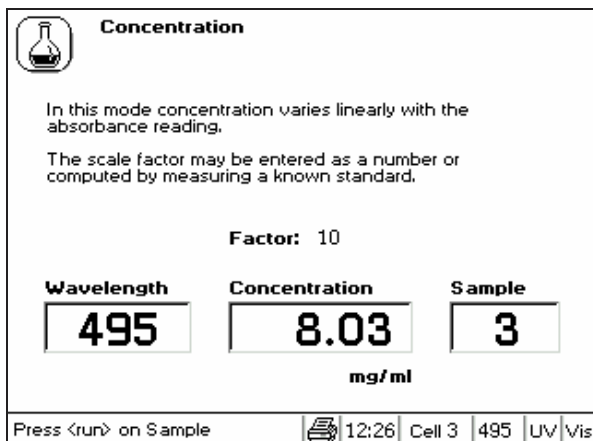 Concentration
In this mode concentration varies linearly with the
absorbance reading.
The scale factor may be entered as a number or
computed by measuring a known standard.
Factor: 10
Wavelength Concentration Sample
495 8.03 3
mg/ml
Press <run> on Sample 12:26 Cell 3 495 UV Vis